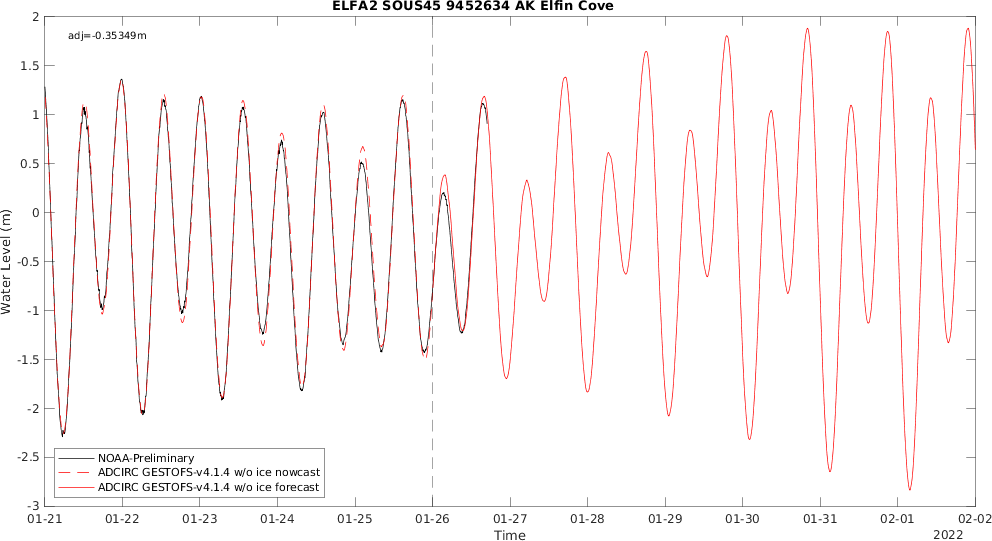 ELFA2 SOUS45 9452634 AK Elfin Cove
adj=-0.35349m
2
1.5
1
0.5
0
-0.5
-1
-1.5
-2
-2.5
-3
Water Level (m)
NOAA-Preliminary
ADCIRC GESTOFS-v4.1.4 w/o ice nowcast
ADCIRC GESTOFS-v4.1.4 w/o ice forecast
01-21 01-22 01-23 01-24 01-25 01-26 01-27 01-28 01-29 01-30 01-31 02-01 02-02
Time
2022